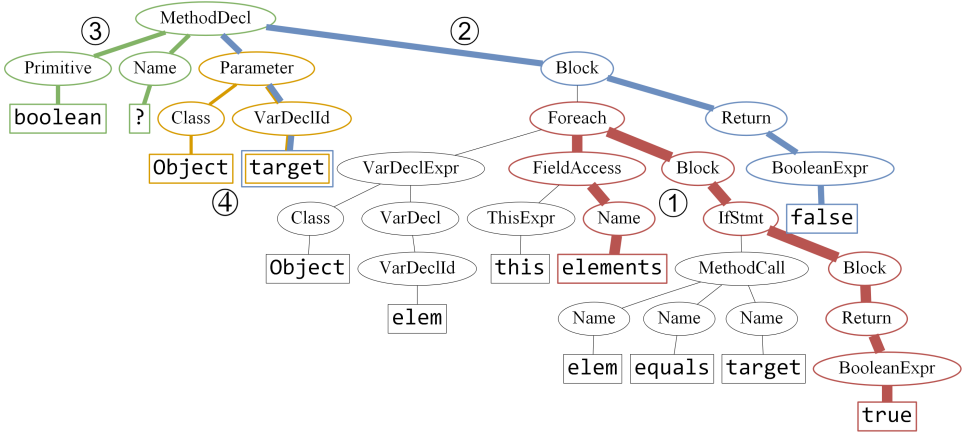 MethodDecl
③ ②
Primitive Name Parameter Block
boolean ? Class VarDeclId Foreach Return
Object target VarDeclExpr FieldAccess Block BooleanExpr
④ Class VarDecl ThisExpr Name ① IfStmt false
Object VarDeclId this elements MethodCall Block
elem Name Name Name Return
elem equals target BooleanExpr
true